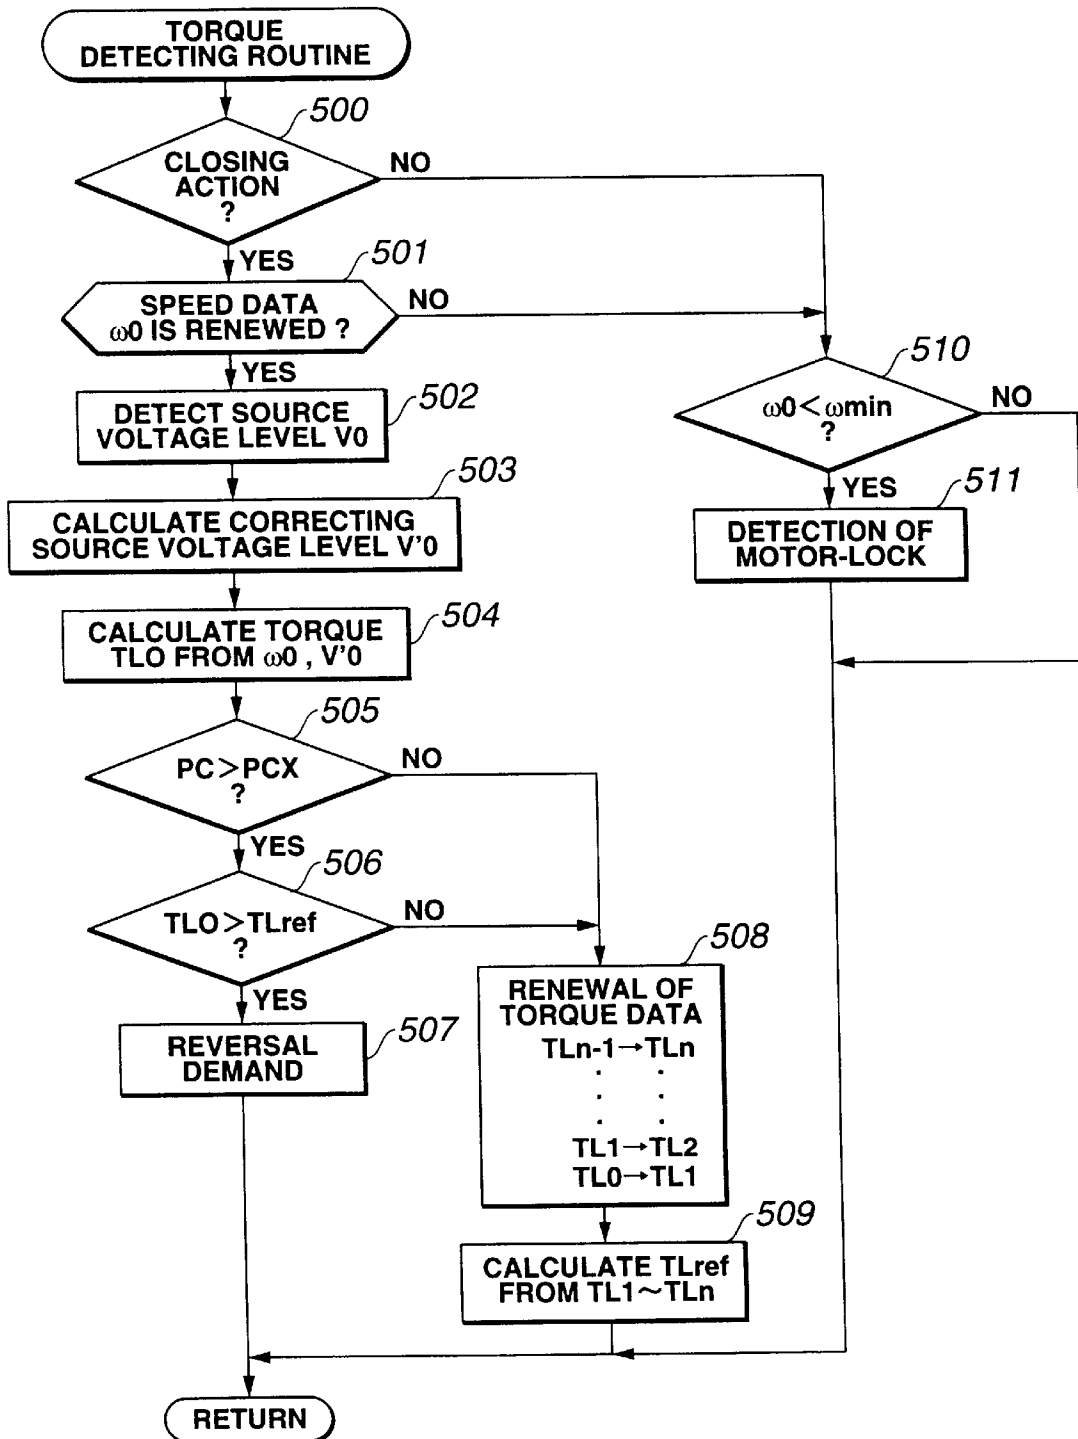 TORQUE
DETECTING ROUTINE
500
CLOSING
ACTION
?
NO
YES
501
SPEED DATA
ω0 IS RENEWED ?
NO
YES
502
DETECT SOURCE
VOLTAGE LEVEL V0
503
CALCULATE CORRECTING
SOURCE VOLTAGE LEVEL V'0
504
CALCULATE TORQUE
TLO FROM ω0 , V'0
505
PC>PCX
?
NO
YES
506
TLO>TLref
?
NO
YES
507
REVERSAL
DEMAND
508
RENEWAL OF
TORQUE DATA
TLn-1→TLn
. .
. .
. .
TL1→TL2
TL0→TL1
509
CALCULATE TLref
FROM TL1~TLn
510
ω0<ωmin
?
NO
YES
511
DETECTION OF
MOTOR-LOCK
RETURN